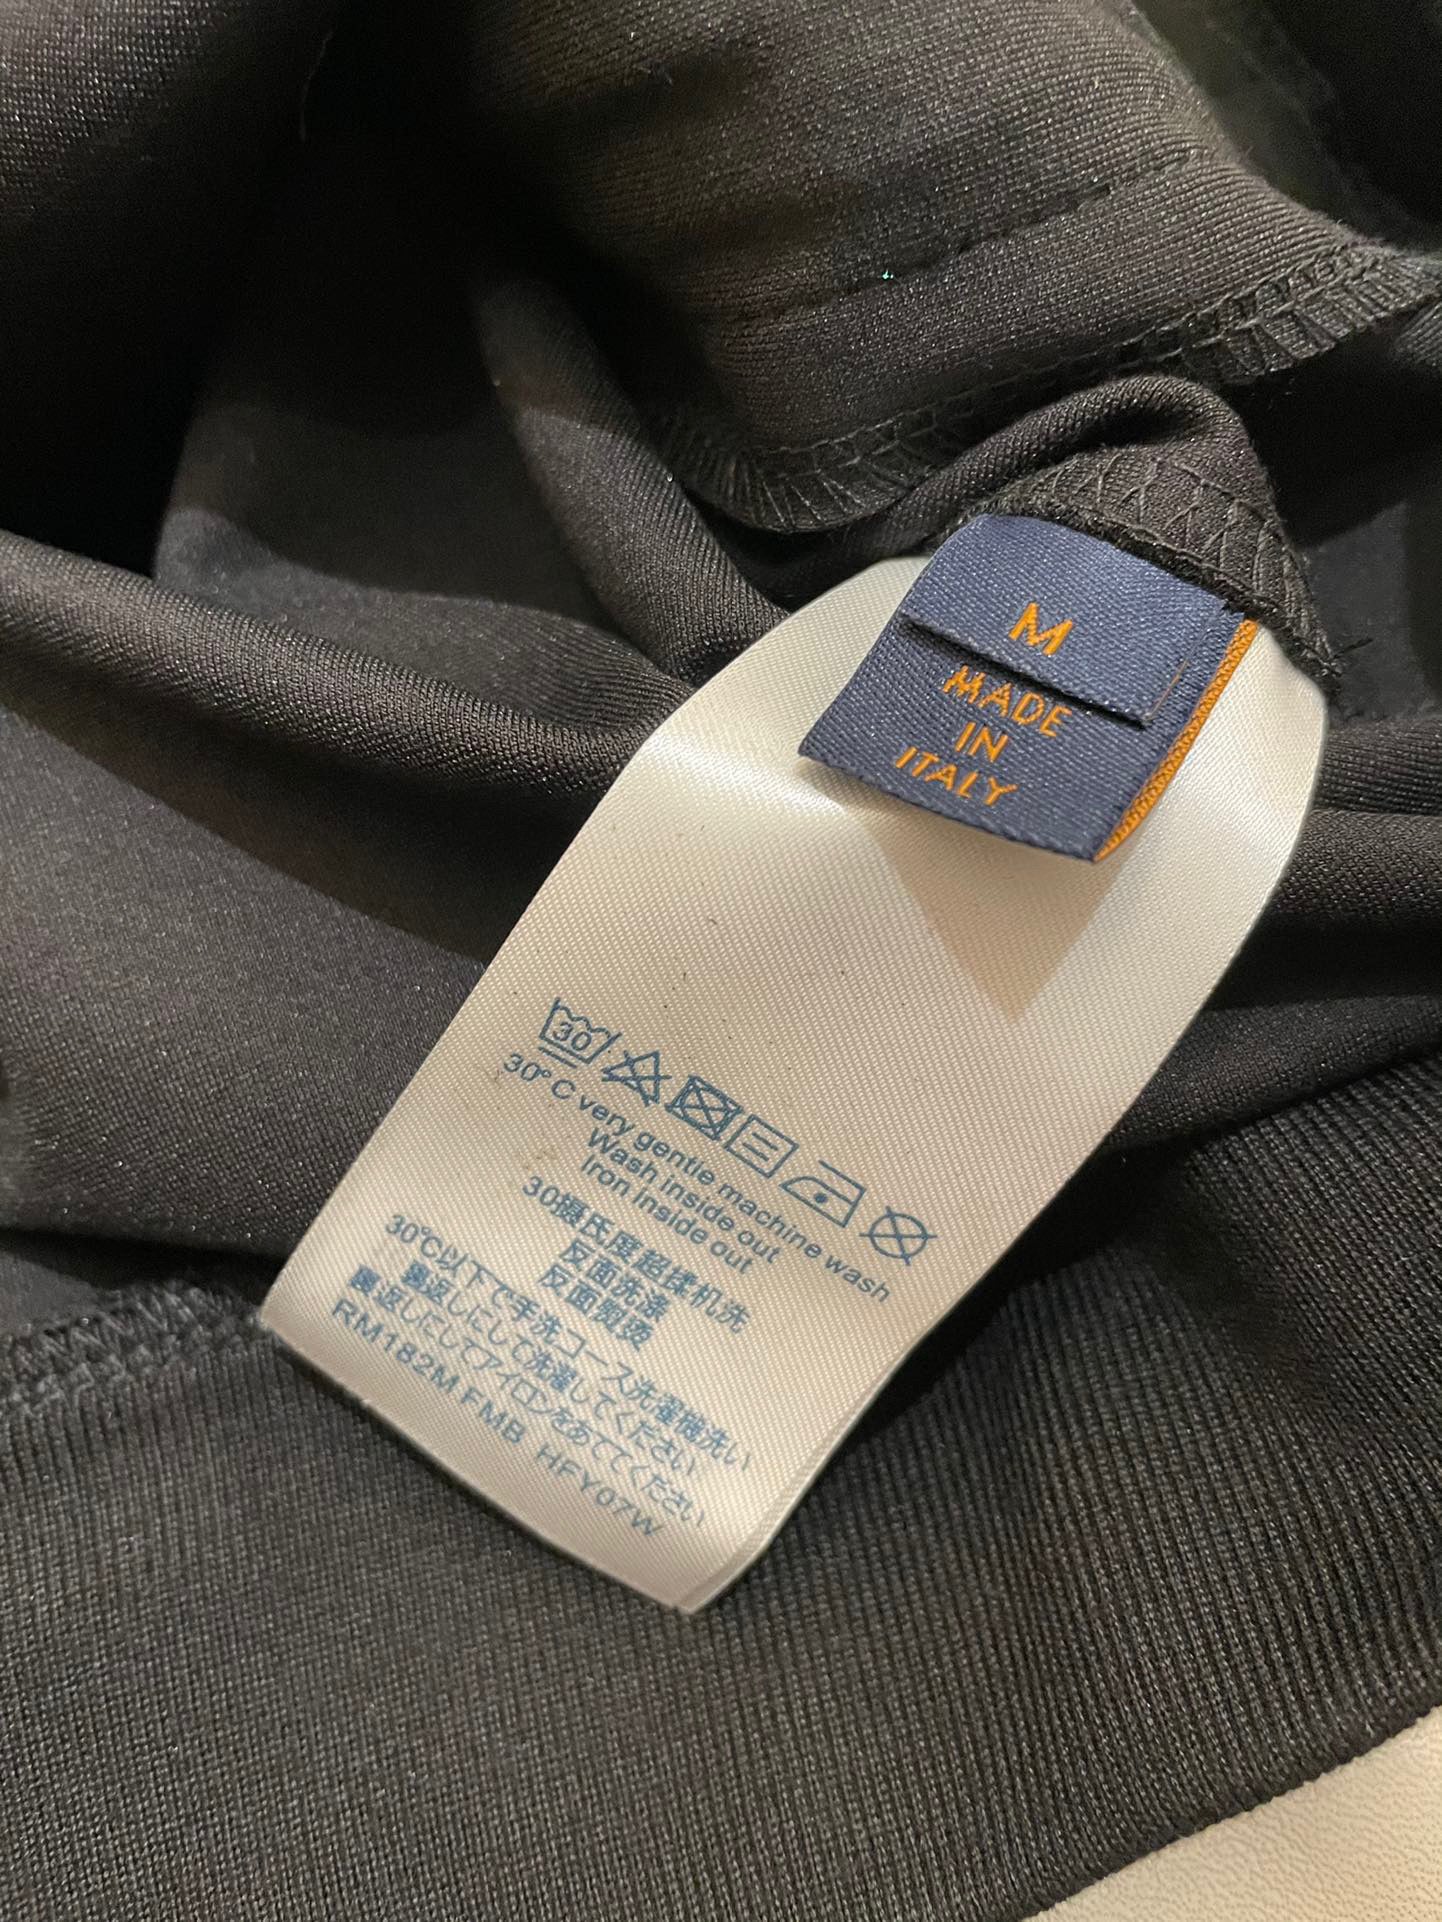 M
MADE
IN
ITALY
30
30°C very gentle machine wash
Wash inside out
Iron inside out
30摄氏度超揉机洗
反面洗涤
反面熨烫
30℃以下で手洗コース洗濯機洗い
裏返しにして洗濯してください
裏返しにしてアイロンをあててください
RM182M FMB HFY07W